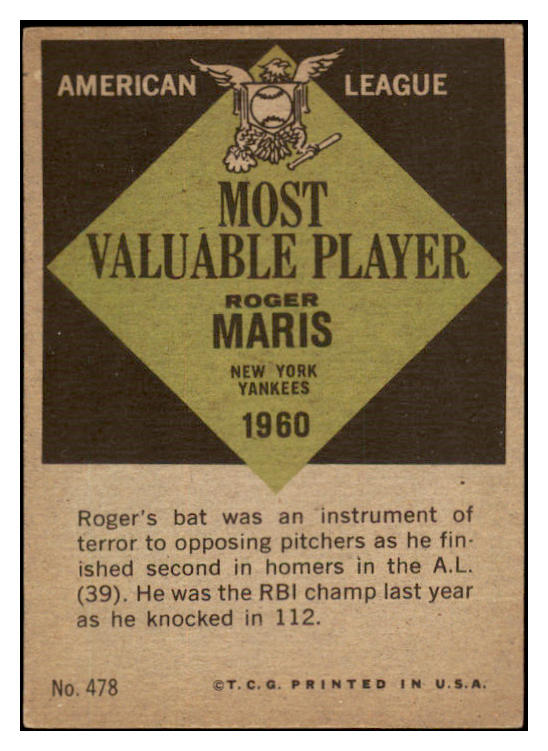 AMERICAN LEAGUE
MOST
VALUABLE PLAYER
ROGER
MARIS
NEW YORK
YANKEES
1960
Roger's bat was an instrument of
terror to opposing pitchers as he fin-
ished second in homers in the A.L.
(39). He was the RBI champ last year
as he knocked in 112.
No. 478 ©T.C.G. PRINTED IN U.S.A.